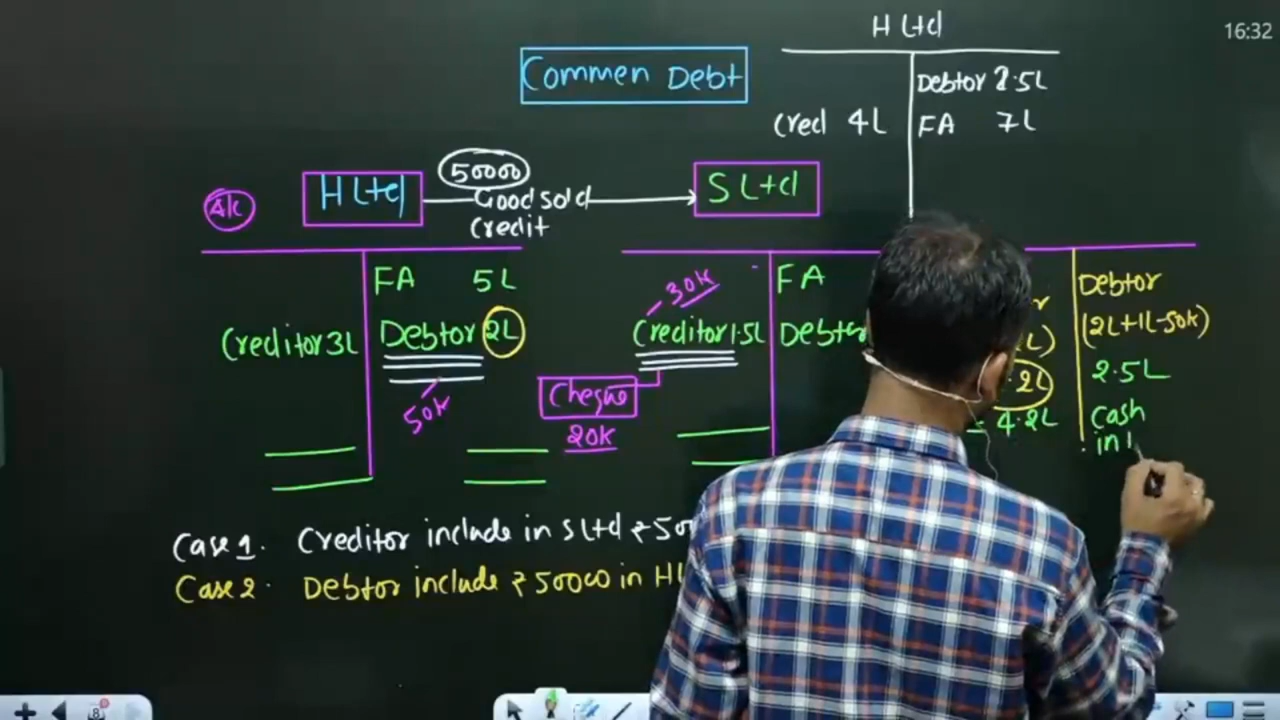 16:32
H Ltd
Commen Debt
Debtor 2.5L
Cred 4L FA 7L
50000
A/c H Ltd Good sold S Ltd
credit
FA 5L
30K
FA
Debtor
Creditor 3L Debtor 2L
Creditor 1.5L Debtor
(2L+1L-50K)
50K
Cheque
20K
.2L
2.5L
= 4.2L
Cash
in
Case 1. Creditor include in S Ltd ₹50
Case 2. Debtor include ₹50000 in H
8